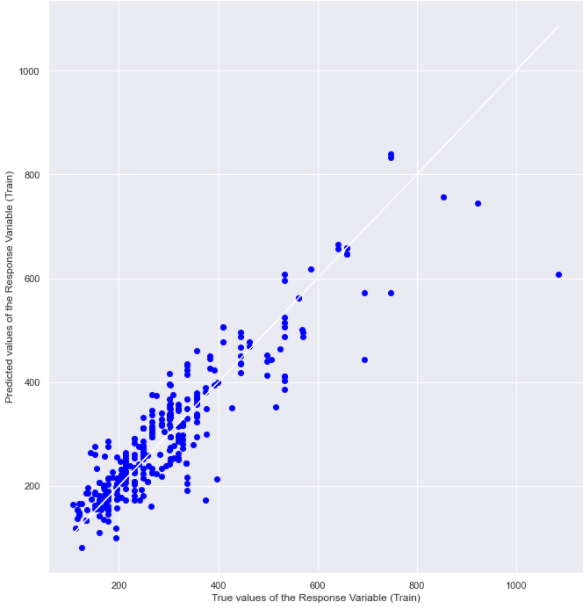 1000
800
600
400
200
Predicted values of the Response Variable (Train)
200 400 600 800 1000
True values of the Response Variable (Train)